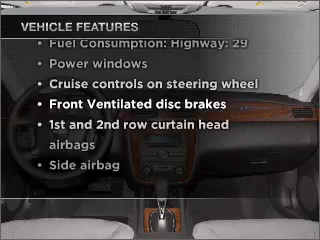 VEHICLE FEATURES
• Fuel Consumption: Highway: 29
• Power windows
• Cruise controls on steering wheel
• Front Ventilated disc brakes
• 1st and 2nd row curtain head
airbags
• Side airbag